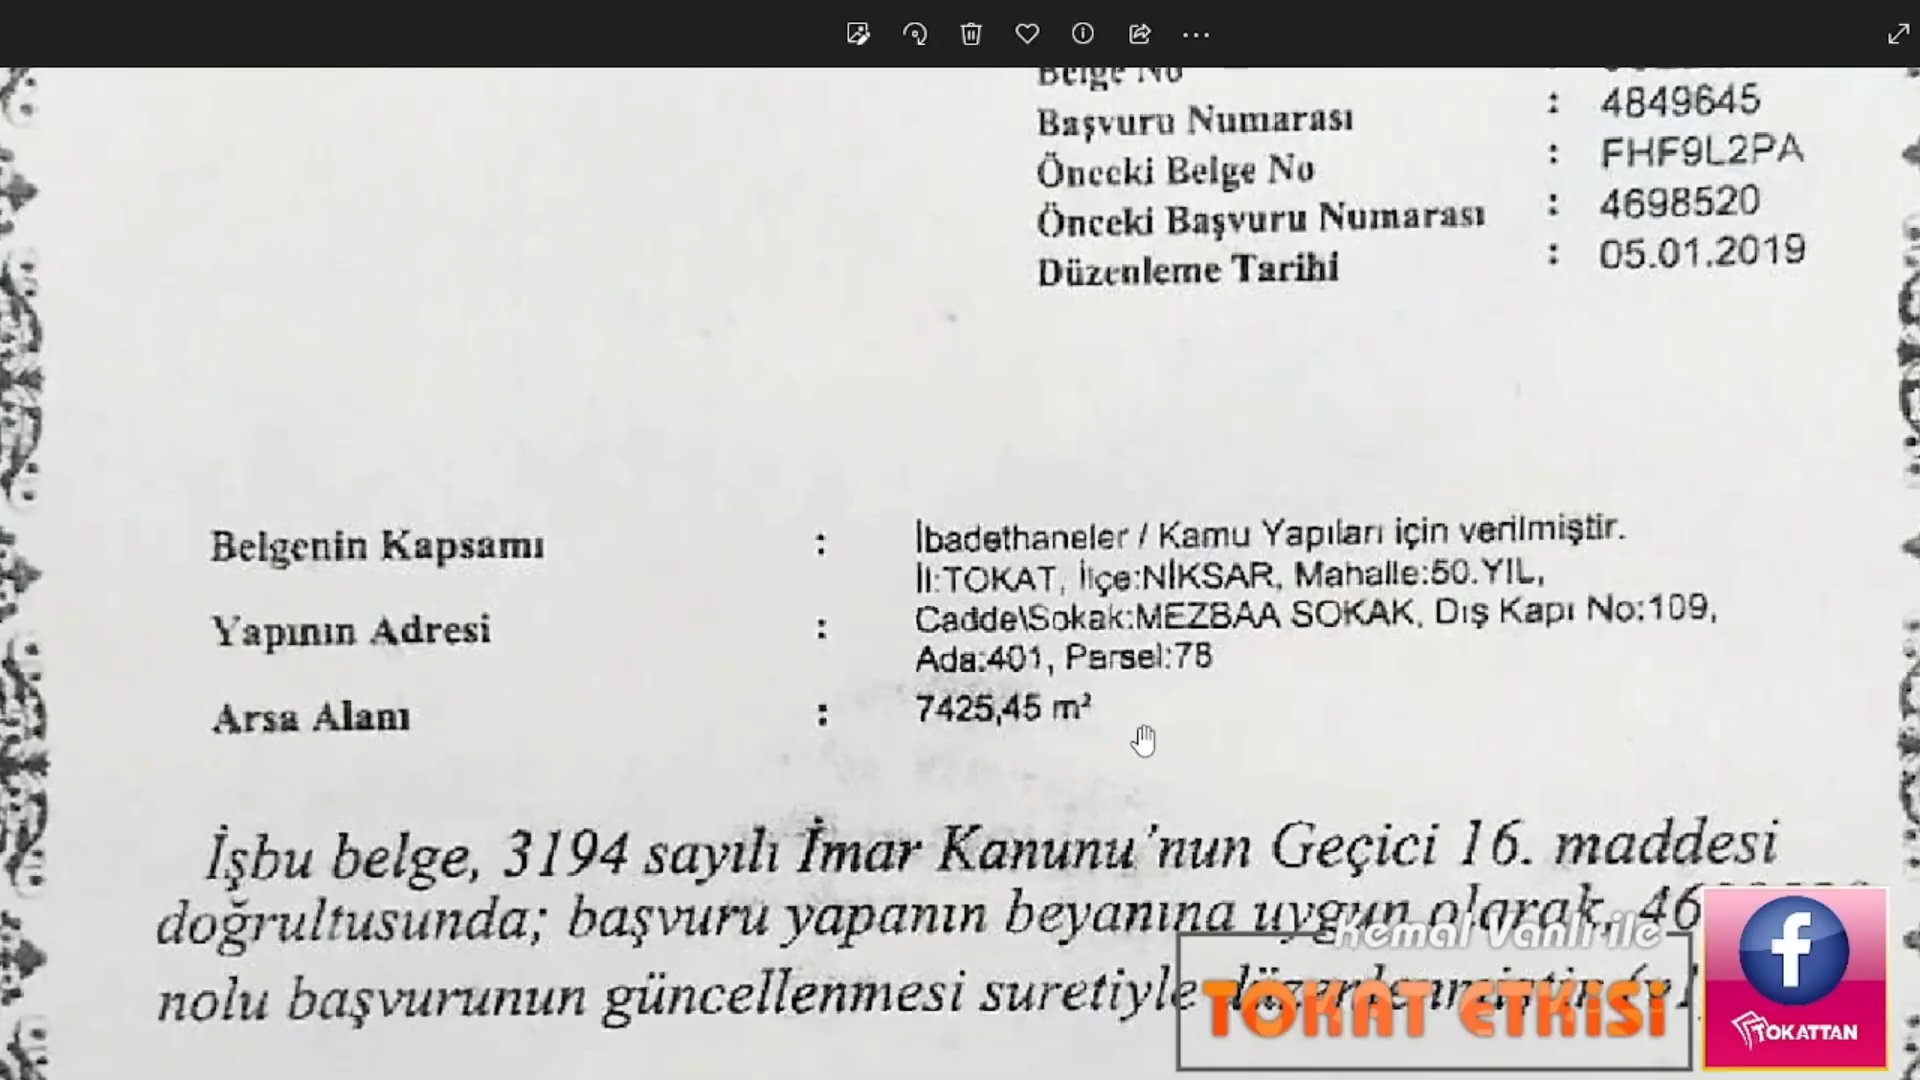 Belge No
Başvuru Numarası : 4849645
Önceki Belge No : FHF9L2PA
Önceki Başvuru Numarası : 4698520
Düzenleme Tarihi : 05.01.2019
Belgenin Kapsamı : İbadethaneler / Kamu Yapıları için verilmiştir.
Yapının Adresi : İl:TOKAT, İlçe:NİKSAR, Mahalle:50.YIL,
Cadde\Sokak:MEZBAA SOKAK, Dış Kapı No:109,
Ada:401, Parsel:78
Arsa Alanı : 7425,45 m²
İşbu belge, 3194 sayılı İmar Kanunu'nun Geçici 16. maddesi
doğrultusunda; başvuru yapanın beyanına uygun olarak,
nolu başvurunun güncellenmesi suretiyle düzenlenmiştir.
Kemal Vanlı ile
TOKAT ETKİSİ
f
TOKATTAN